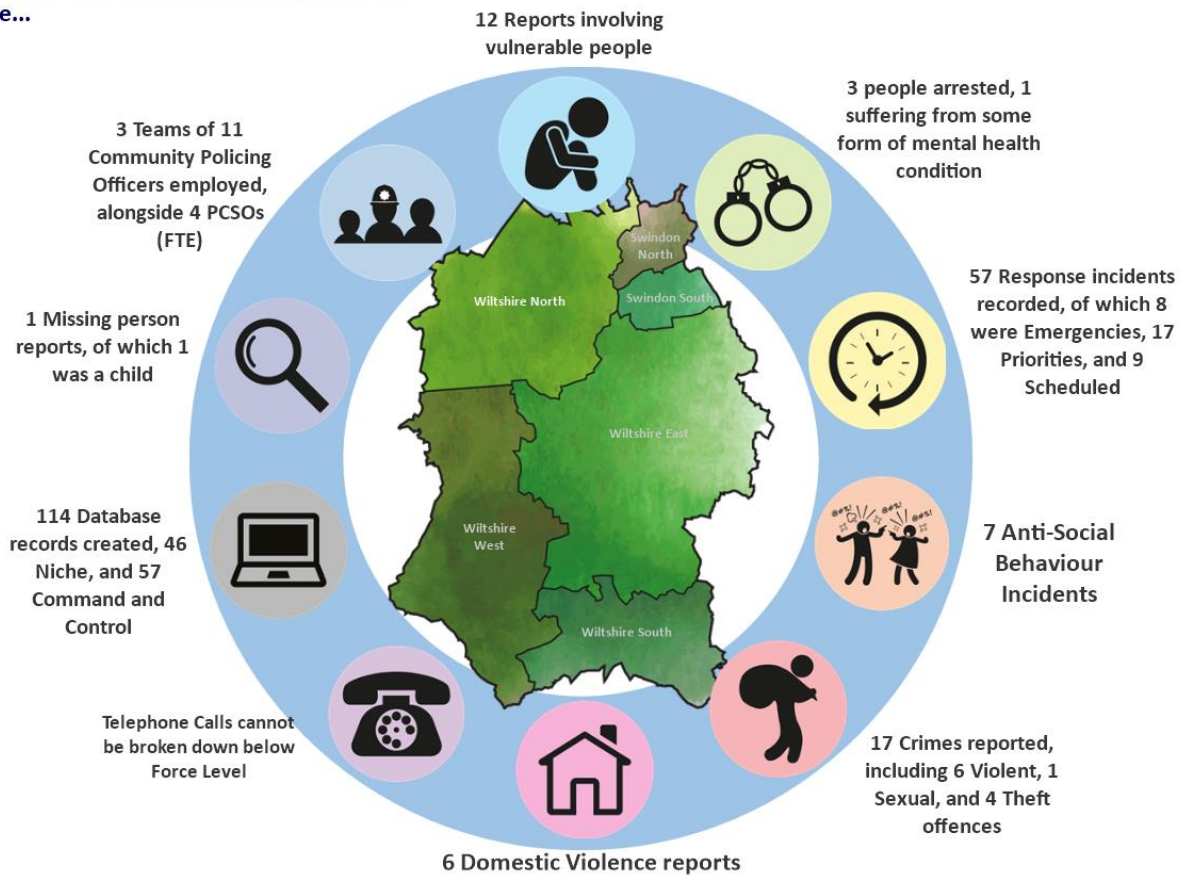 e...
12 Reports involving
vulnerable people
3 people arrested, 1
suffering from some
form of mental health
condition
3 Teams of 11
Community Policing
Officers employed,
alongside 4 PCSOs
(FTE)
57 Response incidents
recorded, of which 8
were Emergencies, 17
Priorities, and 9
Scheduled
1 Missing person
reports, of which 1
was a child
7 Anti-Social
Behaviour
Incidents
114 Database
records created, 46
Niche, and 57
Command and
Control
17 Crimes reported,
including 6 Violent, 1
Sexual, and 4 Theft
offences
Telephone Calls cannot
be broken down below
Force Level
6 Domestic Violence reports
Swindon
North
Swindon South
Wiltshire North
Wiltshire East
Wiltshire
West
Wiltshire South
@#%!
@#%!